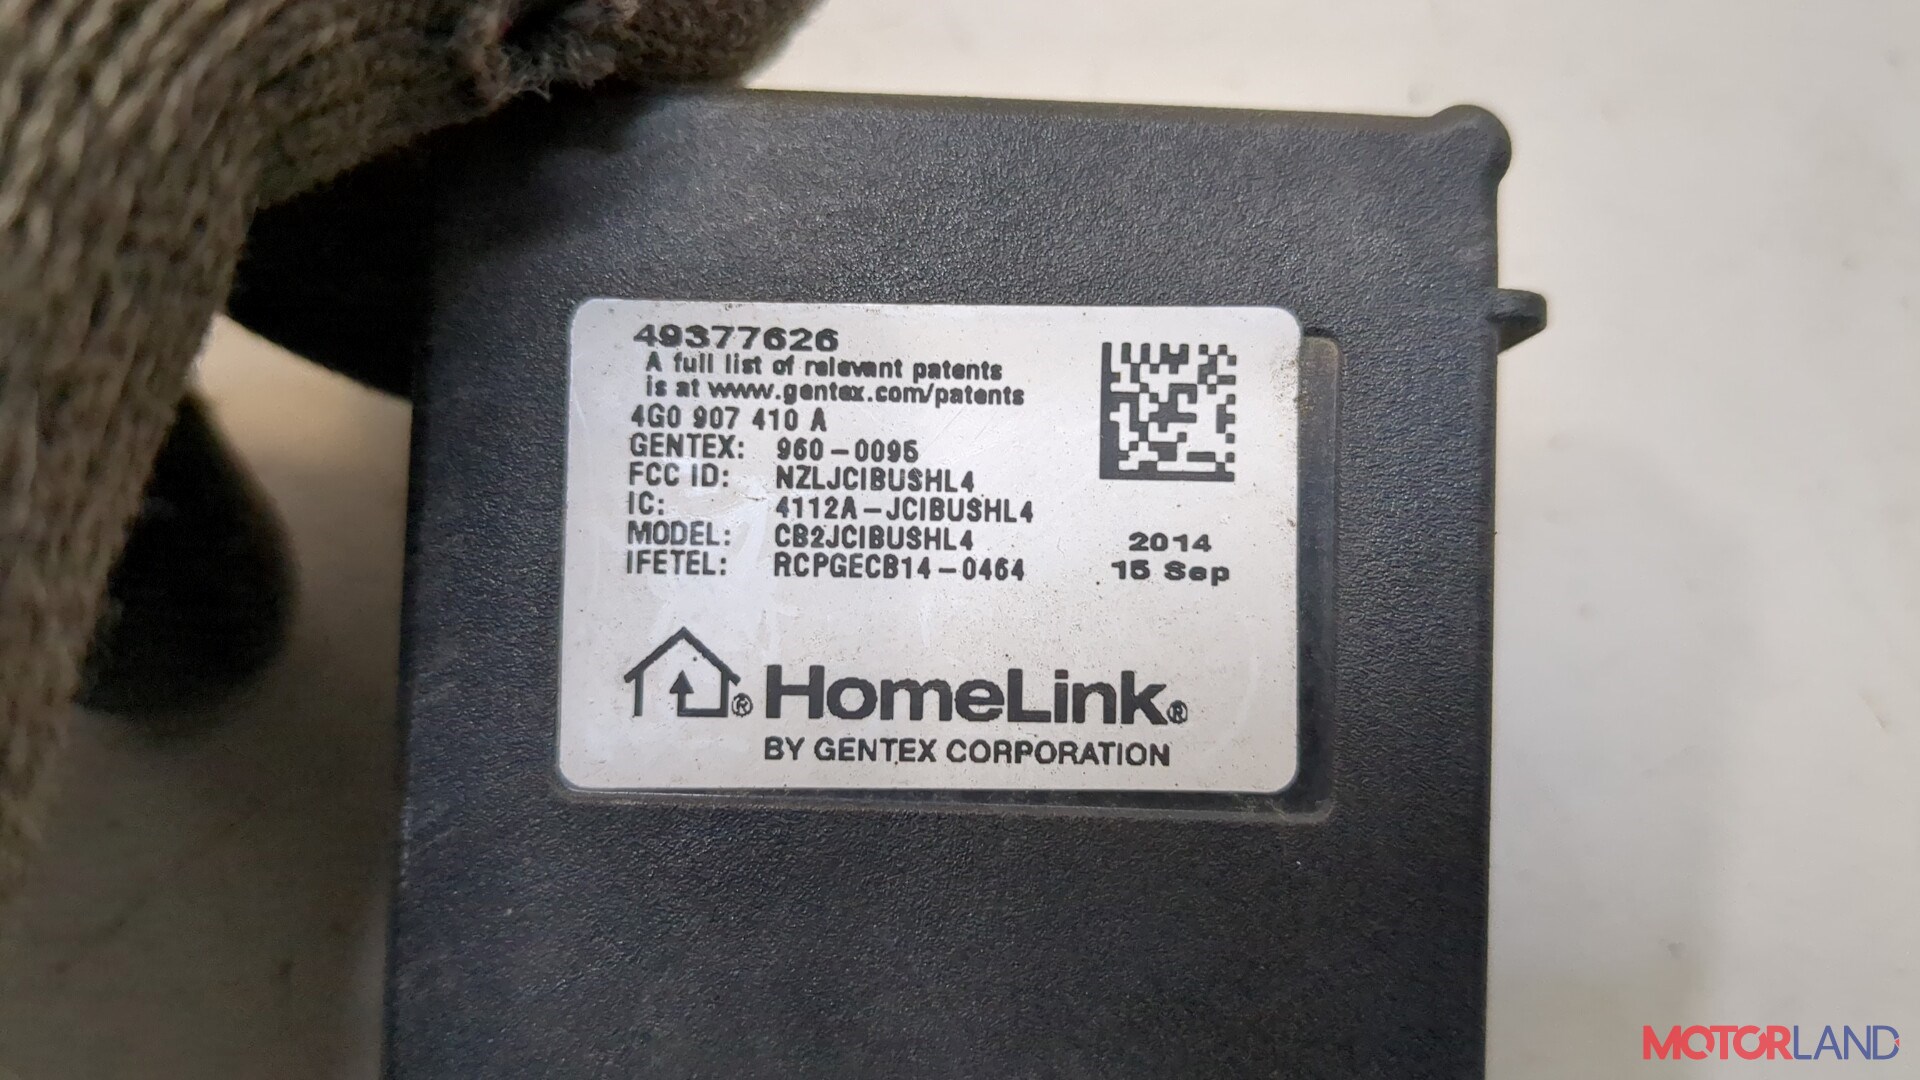 49377626
A full list of relevant patents
is at www.gentex.com/patents
4G0 907 410 A
GENTEX: 960-0095
FCC ID: NZLJCIBUSHL4
IC: 4112A-JCIBUSHL4
MODEL: CB2JCIBUSHL4
IFETEL: RCPGECB14-0464
2014
15 Sep
® HomeLink®
BY GENTEX CORPORATION
MOTORLAND